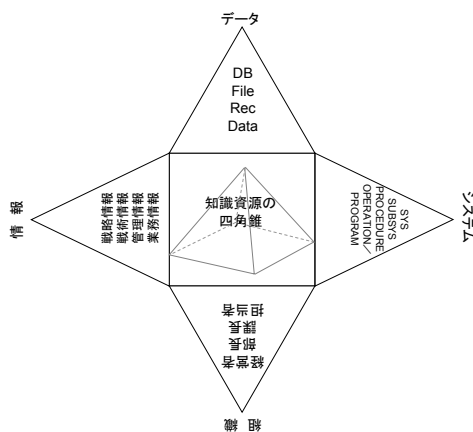 データ
DB
File
Rec
Data
情報
戦略情報
戦術情報
管理情報
業務情報
知識資源の
四角錐
システム
SYS
SUBSYS
PROCEDURE
OPERATION／
PROGRAM
経営者
部長
課長
担当者
組織